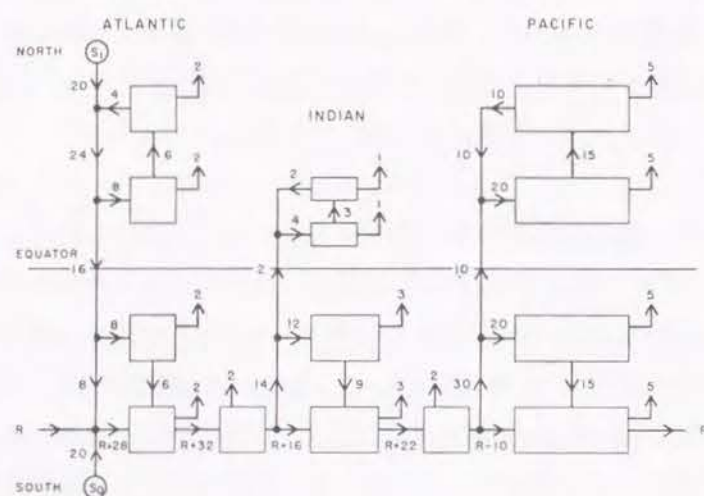 ATLANTIC PACIFIC
NORTH S₁
2 5
20
4 10
INDIAN
24 6 2 10 15 5
2 1
8 20
4 3 1
EQUATOR
16 2 10
2 3 5
8 12 20
8 6 2 2 14 9 3 2 30 15 5
R R
R+28 R+32 R+16 R+22 R-10
20
SOUTH